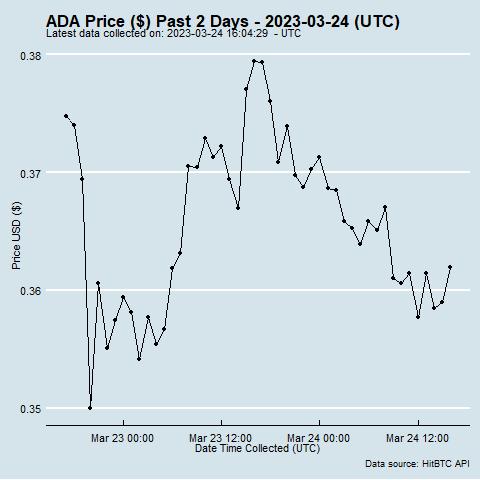 ADA Price ($) Past 2 Days - 2023-03-24 (UTC)
Latest data collected on: 2023-03-24 16:04:29  - UTC
0.38
0.37
0.36
0.35
Price USD ($)
Mar 23 00:00
Mar 23 12:00
Mar 24 00:00
Mar 24 12:00
Date Time Collected (UTC)
Data source: HitBTC API